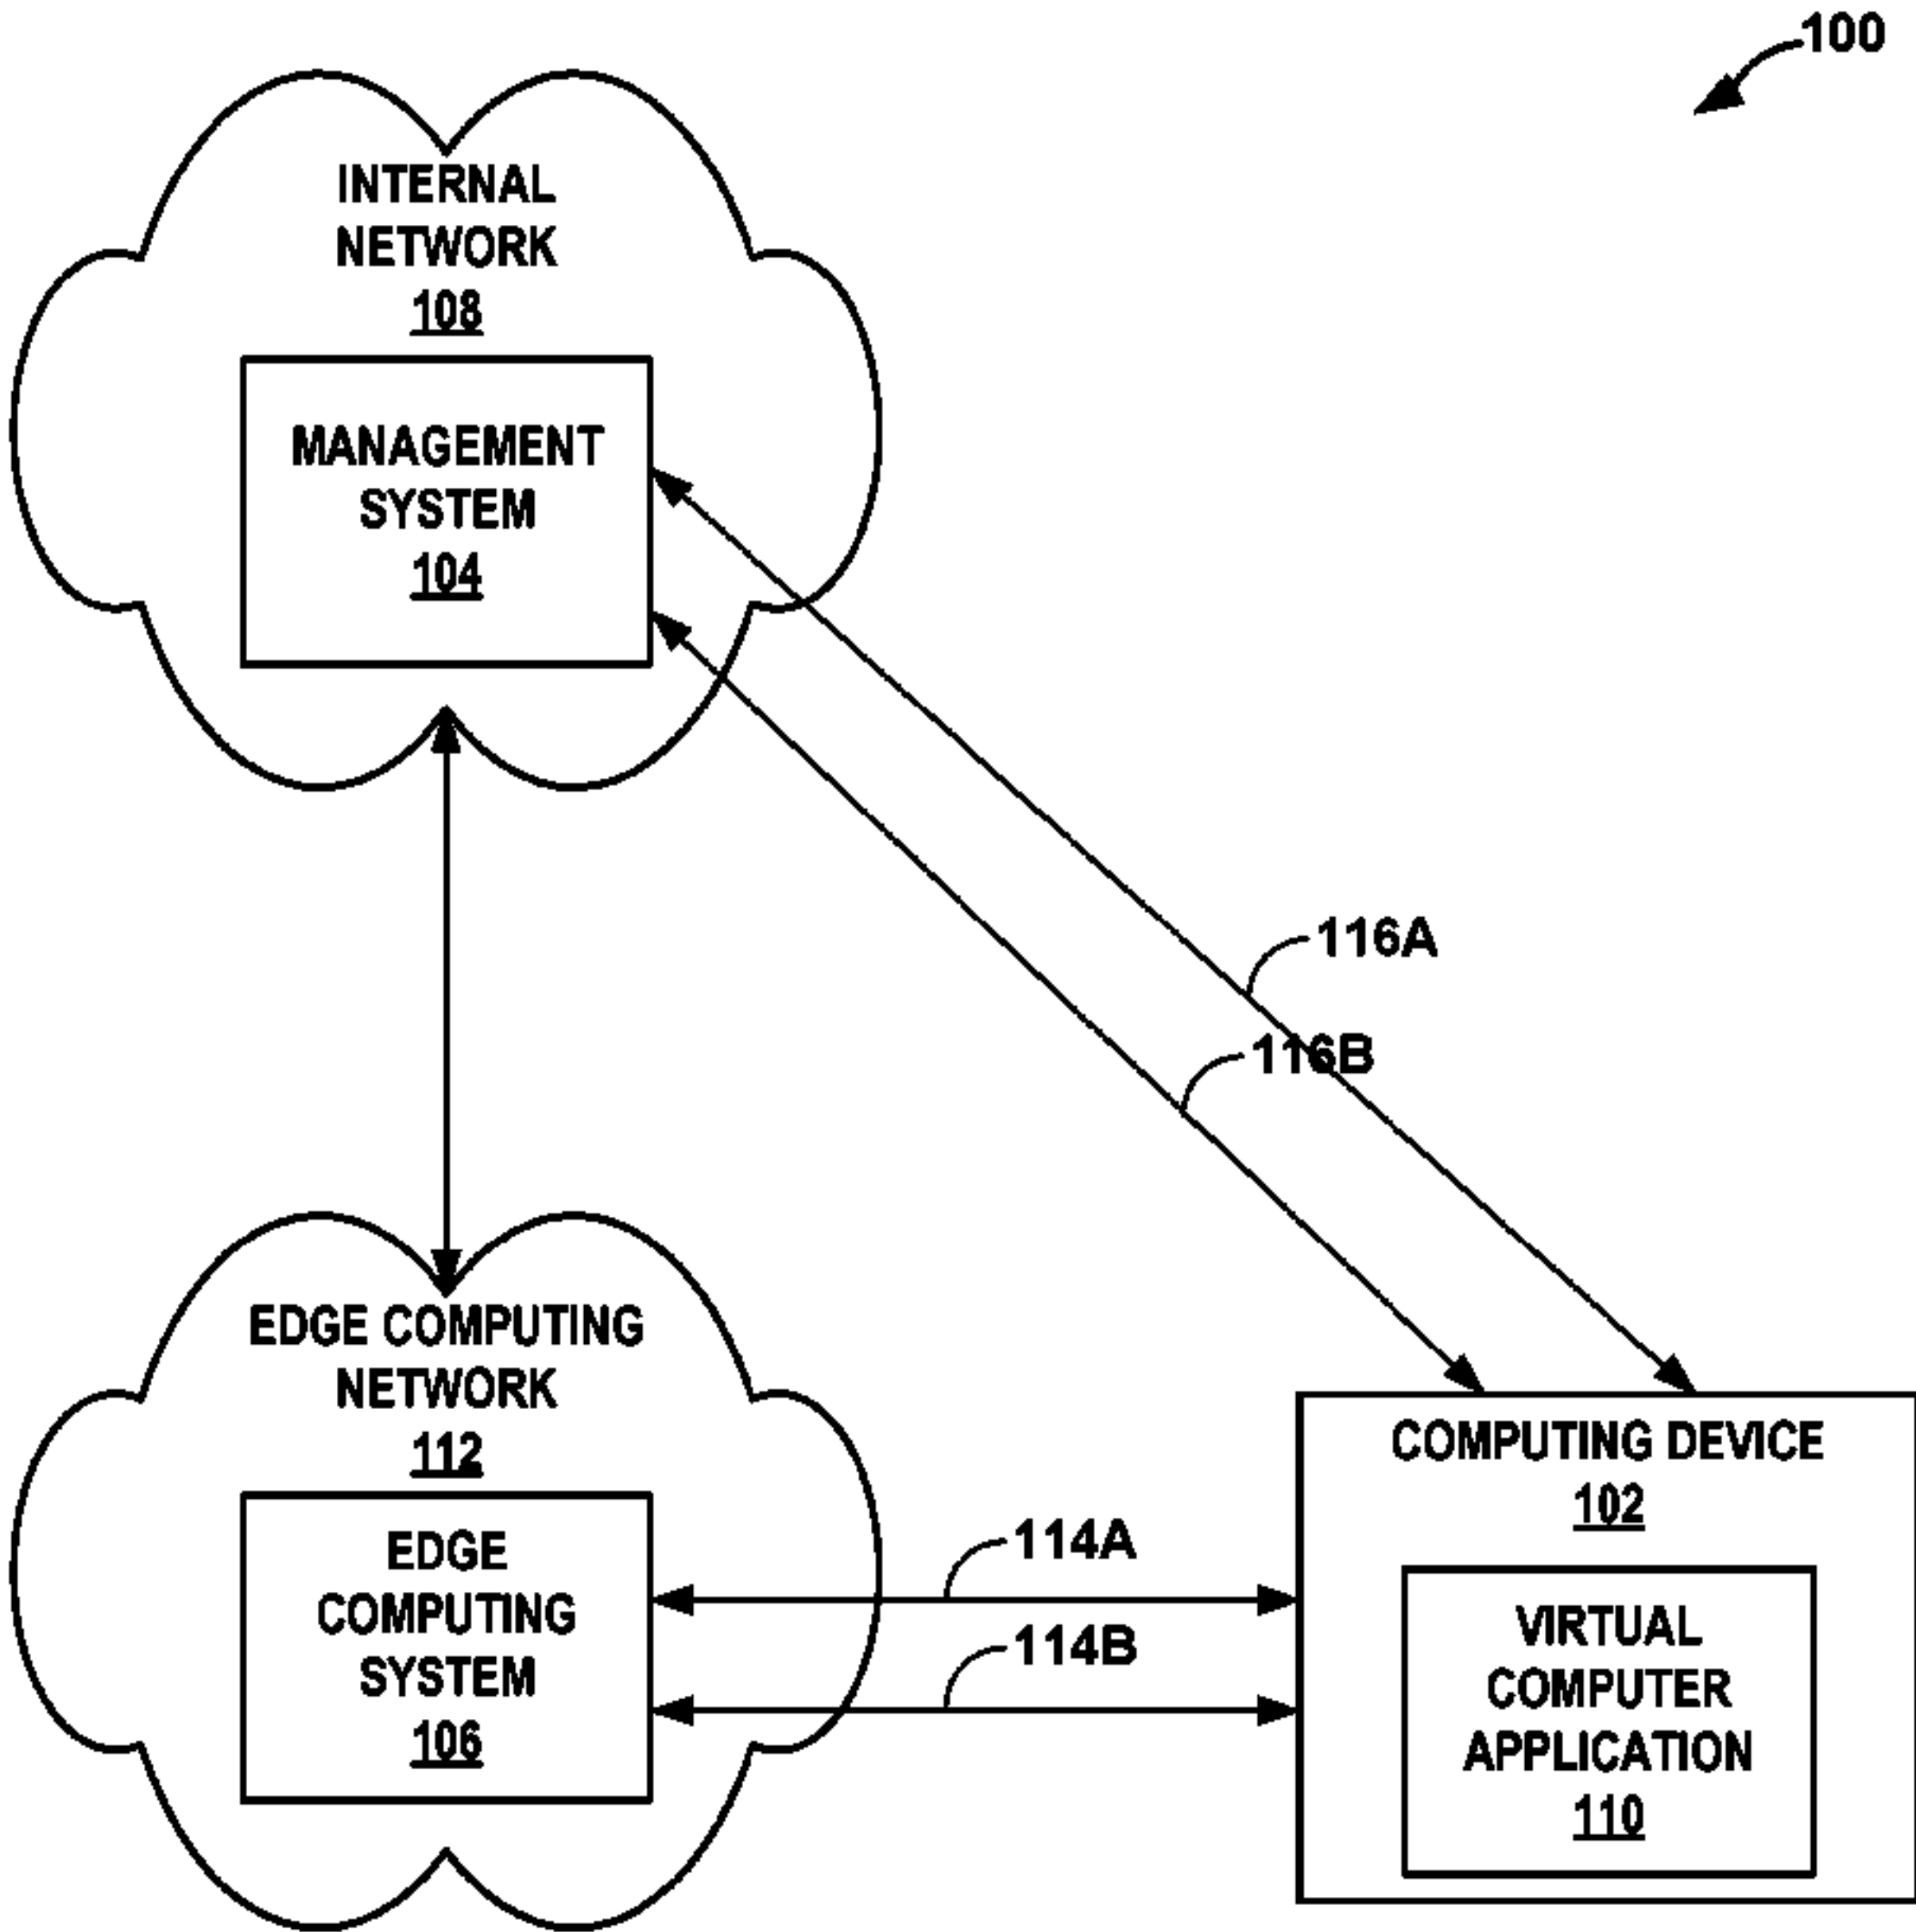 100
INTERNAL
NETWORK
108
MANAGEMENT
SYSTEM
104
116A
116B
EDGE COMPUTING
NETWORK
112
EDGE
COMPUTING
SYSTEM
106
114A
114B
COMPUTING DEVICE
102
VIRTUAL
COMPUTER
APPLICATION
110